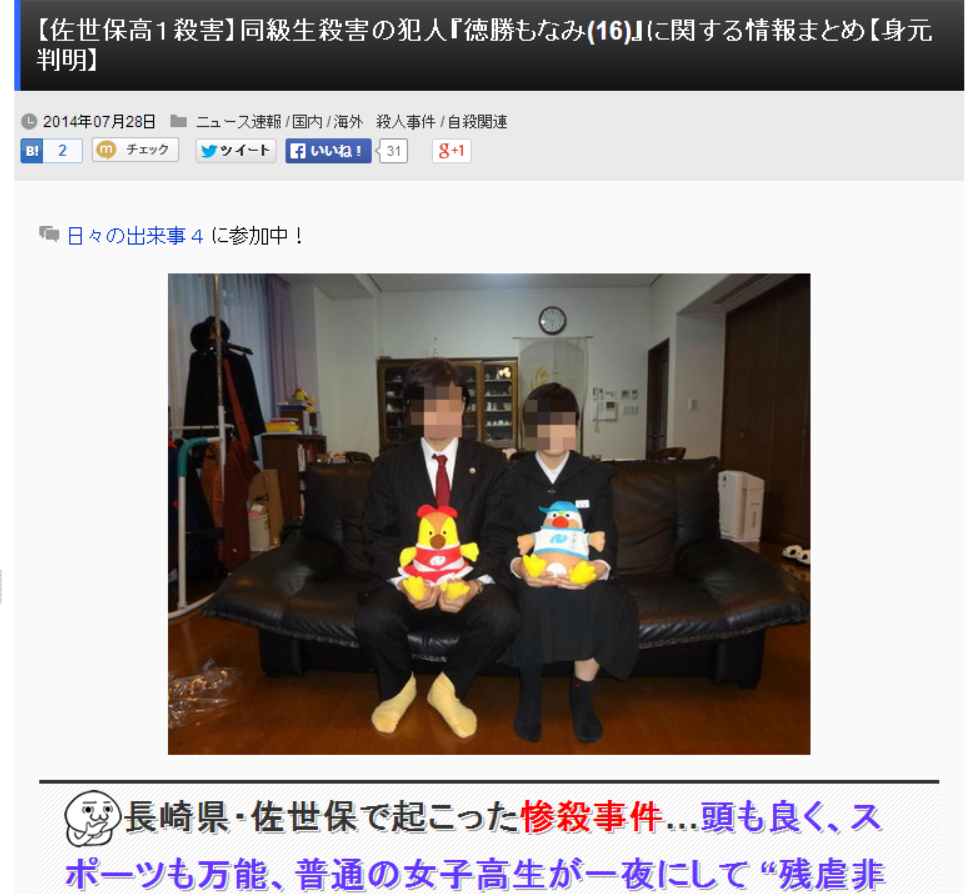 【佐世保高1殺害】同級生殺害の犯人『徳勝もなみ(16)』に関する情報まとめ【身元
判明】
2014年07月28日 ニュース速報 / 国内 / 海外 殺人事件 / 自殺関連
B! 2 m チェック ツイート f いいね! 31 g+1
日々の出来事4 に参加中!
長崎県・佐世保で起こった惨殺事件…頭も良く、ス
ポーツも万能、普通の女子高生が一夜にして“残虐非